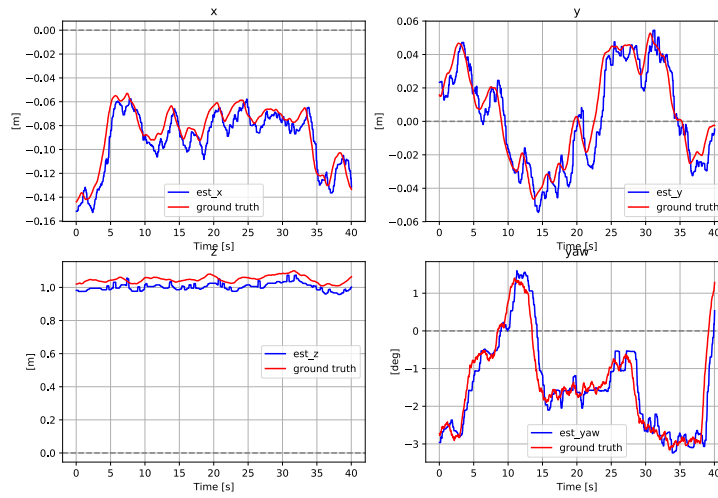 x
0.00
−0.02
−0.04
−0.06
−0.08
−0.10
−0.12
−0.14
−0.16
[m]
est_x
ground truth
0 5 10 15 20 25 30 35 40
Time [s]
y
0.06
0.04
0.02
0.00
−0.02
−0.04
−0.06
[m]
est_y
ground truth
0 5 10 15 20 25 30 35 40
Time [s]
z
1.0
0.8
0.6
0.4
0.2
0.0
[m]
est_z
ground truth
0 5 10 15 20 25 30 35 40
Time [s]
yaw
1
0
−1
−2
−3
[deg]
est_yaw
ground truth
0 5 10 15 20 25 30 35 40
Time [s]